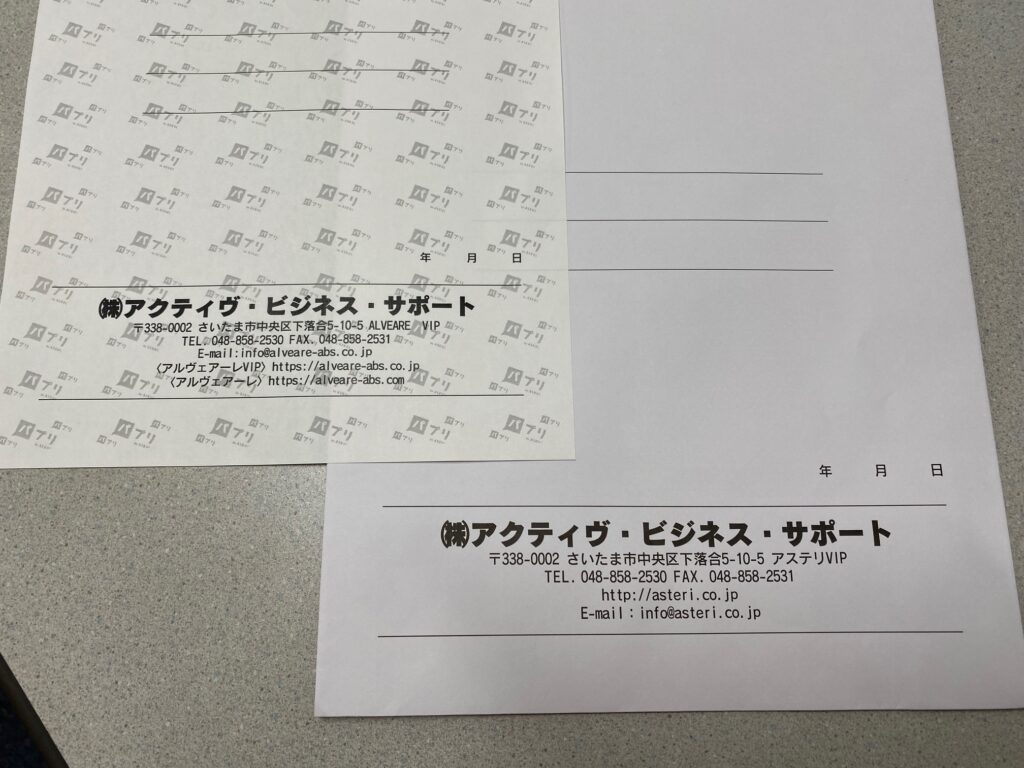 バプリ
年 月 日
㈱アクティヴ・ビジネス・サポート
〒338-0002 さいたま市中央区下落合5-10-5 ALVEARE VIP
TEL. 048-858-2530 FAX. 048-858-2531
E-mail:info@alveare-abs.co.jp
〈アルヴェアーレVIP〉https://alveare-abs.co.jp
〈アルヴェアーレ〉https://alveare-abs.com
年 月 日
㈱アクティヴ・ビジネス・サポート
〒338-0002 さいたま市中央区下落合5-10-5 アステリVIP
TEL. 048-858-2530 FAX. 048-858-2531
http://asteri.co.jp
E-mail：info@asteri.co.jp